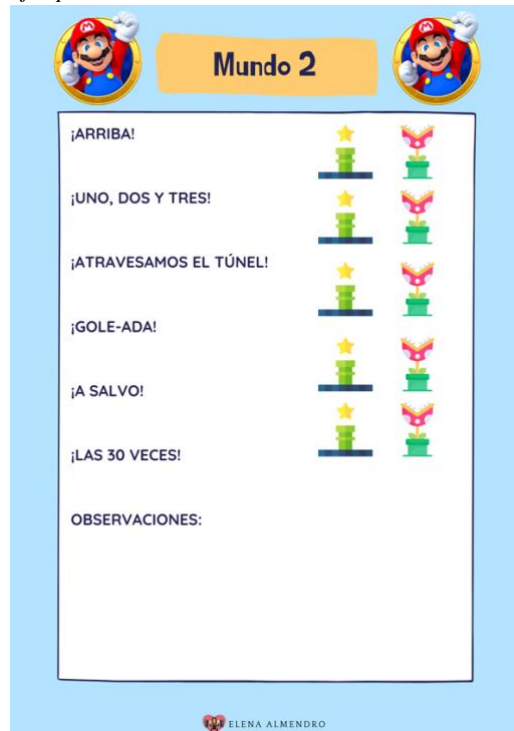 Mundo 2
¡ARRIBA!
¡UNO, DOS Y TRES!
¡ATRAVESAMOS EL TÚNEL!
¡GOLE-ADA!
¡A SALVO!
¡LAS 30 VECES!
OBSERVACIONES:
ELENA ALMENDRO